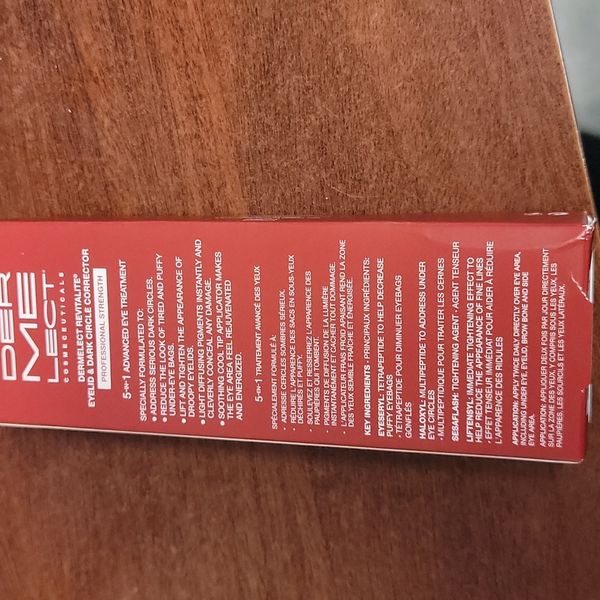 DER
ME
LECT
COSMECEUTICALS
DERMELECT REVITALITE®
EYELID & DARK CIRCLE CORRECTOR
PROFESSIONAL STRENGTH
5-IN-1 ADVANCED EYE TREATMENT
SPECIALLY FORMULATED TO:
• ADDRESS SERIOUS DARK CIRCLES.
• REDUCE THE LOOK OF TIRED AND PUFFY
UNDER-EYE BAGS.
• LIFT AND TIGHTEN THE APPEARANCE OF
DROOPY EYELIDS.
• LIGHT DIFFUSING PIGMENTS INSTANTLY AND
CLEVERLY CONCEAL ANY DAMAGE.
• SOOTHING COOL TIP APPLICATOR MAKES
THE EYE AREA FEEL REJUVENATED
AND ENERGIZED.
5-EN-1 TRAITEMENT AVANCÉ DES YEUX
SPÉCIALEMENT FORMULÉ À:
• ADRESSE CERCLES SOMBRES SÉRIEUX.
• RÉDUIRE L'APPARENCE DES SACS EN SOUS-YEUX
DÉCHIRÉS ET PUFFY.
• SOULEVER ET SERREREZ L'APPARENCE DES
PAUPIÈRES QUI TOMBENT.
• PIGMENTS DE DIFFUSION DE LA LUMIÈRE
INSTANTANÉMENT ET CACHER TOUT DOMMAGE.
• L'APPLICATEUR FRAIS FROID APAISANT REND LA ZONE
DES YEUX SEMBLE FRAÎCHE ET ÉNERGISÉE.
KEY INGREDIENTS - PRINCIPAUX INGRÉDIENTS:
EYESERYL: TETRAPEPTIDE TO HELP DECREASE
PUFFY EYEBAGS
- TÉTRAPEPTIDE POUR DIMINUER EYEBAGS
GONFLÉS
HALOXYL: MULTIPEPTIDE TO ADDRESS UNDER
EYE CIRCLES
- MULTIPEPTIDIQUE POUR TRAITER LES CERNES
SESAFLASH: TIGHTENING AGENT - AGENT TENSEUR
LIFTENSYL: IMMEDIATE TIGHTENING EFFECT TO
HELP REDUCE APPEARANCE OF FINE LINES
- EFFET TENSEUR IMMÉDIAT POUR AIDER À RÉDUIRE
L'APPARENCE DES RIDULES
APPLICATION: APPLY TWICE DAILY DIRECTLY OVER EYE AREA,
INCLUDING UNDER EYE, EYELID, BROW BONE AND SIDE
EYE AREA.
APPLICATION: APPLIQUER DEUX FOIS PAR JOUR DIRECTEMENT
SUR LA ZONE DES YEUX, Y COMPRIS SOUS LES YEUX, LES
PAUPIÈRES, LES SOURCILS ET LES YEUX LATÉRAUX.